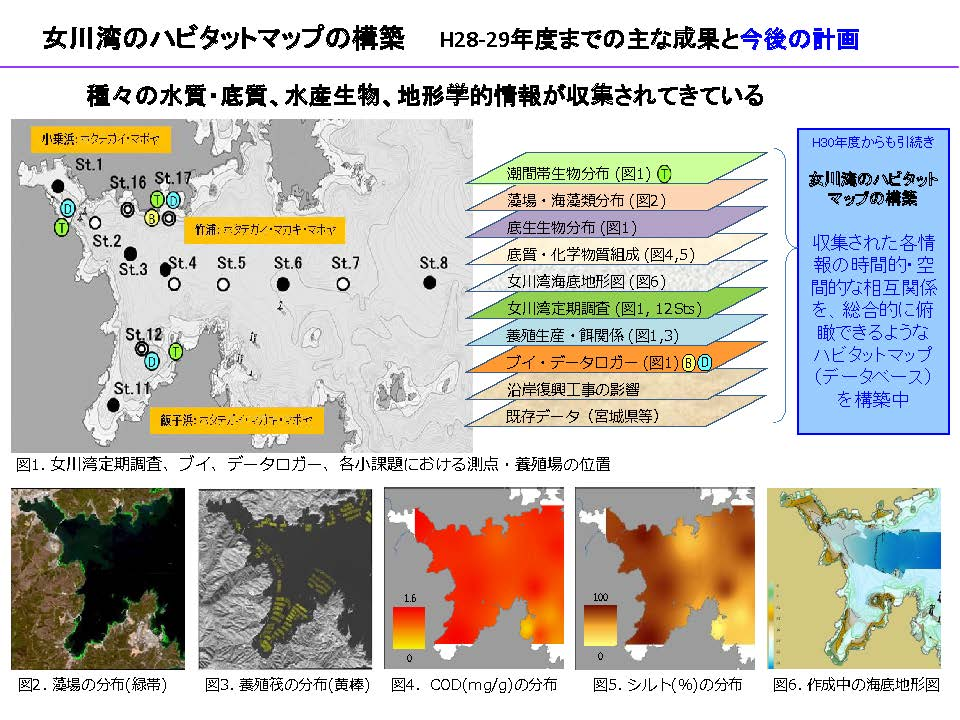 女川湾のハビタットマップの構築　H28-29年度までの主な成果と今後の計画
種々の水質・底質、水産生物、地形学的情報が収集されてきている
小乗浜: ホタテガイ・マボヤ
St.1
St.16
St.17
T D
D
B
T
竹浦: ホタテガイ・マガキ・マボヤ
St.2
St.3
St.4
St.5
St.6
St.7
St.8
St.12
T
D
St.11
飯子浜: ホタテガイ・マガキ・マボヤ
潮間帯生物分布 (図1) T
藻場・海藻類分布 (図2)
底生生物分布 (図1)
底質・化学物質組成 (図4,5)
女川湾海底地形図 (図6)
女川湾定期調査 (図1, 12Sts)
養殖生産・餌関係 (図1,3)
ブイ・データロガー (図1) B D
沿岸復興工事の影響
既存データ（宮城県等）
H30年度からも引続き
女川湾のハビタット
マップの構築
収集された各情
報の時間的・空
間的な相互関係
を、総合的に俯
瞰できるような
ハビタットマップ
（データベース）
を構築中
図1. 女川湾定期調査、ブイ、データロガー、各小課題における測点・養殖場の位置
1.6
0
100
0
図2. 藻場の分布(緑帯)
図3. 養殖筏の分布(黄棒)
図4. COD(mg/g)の分布
図5. シルト(%)の分布
図6. 作成中の海底地形図